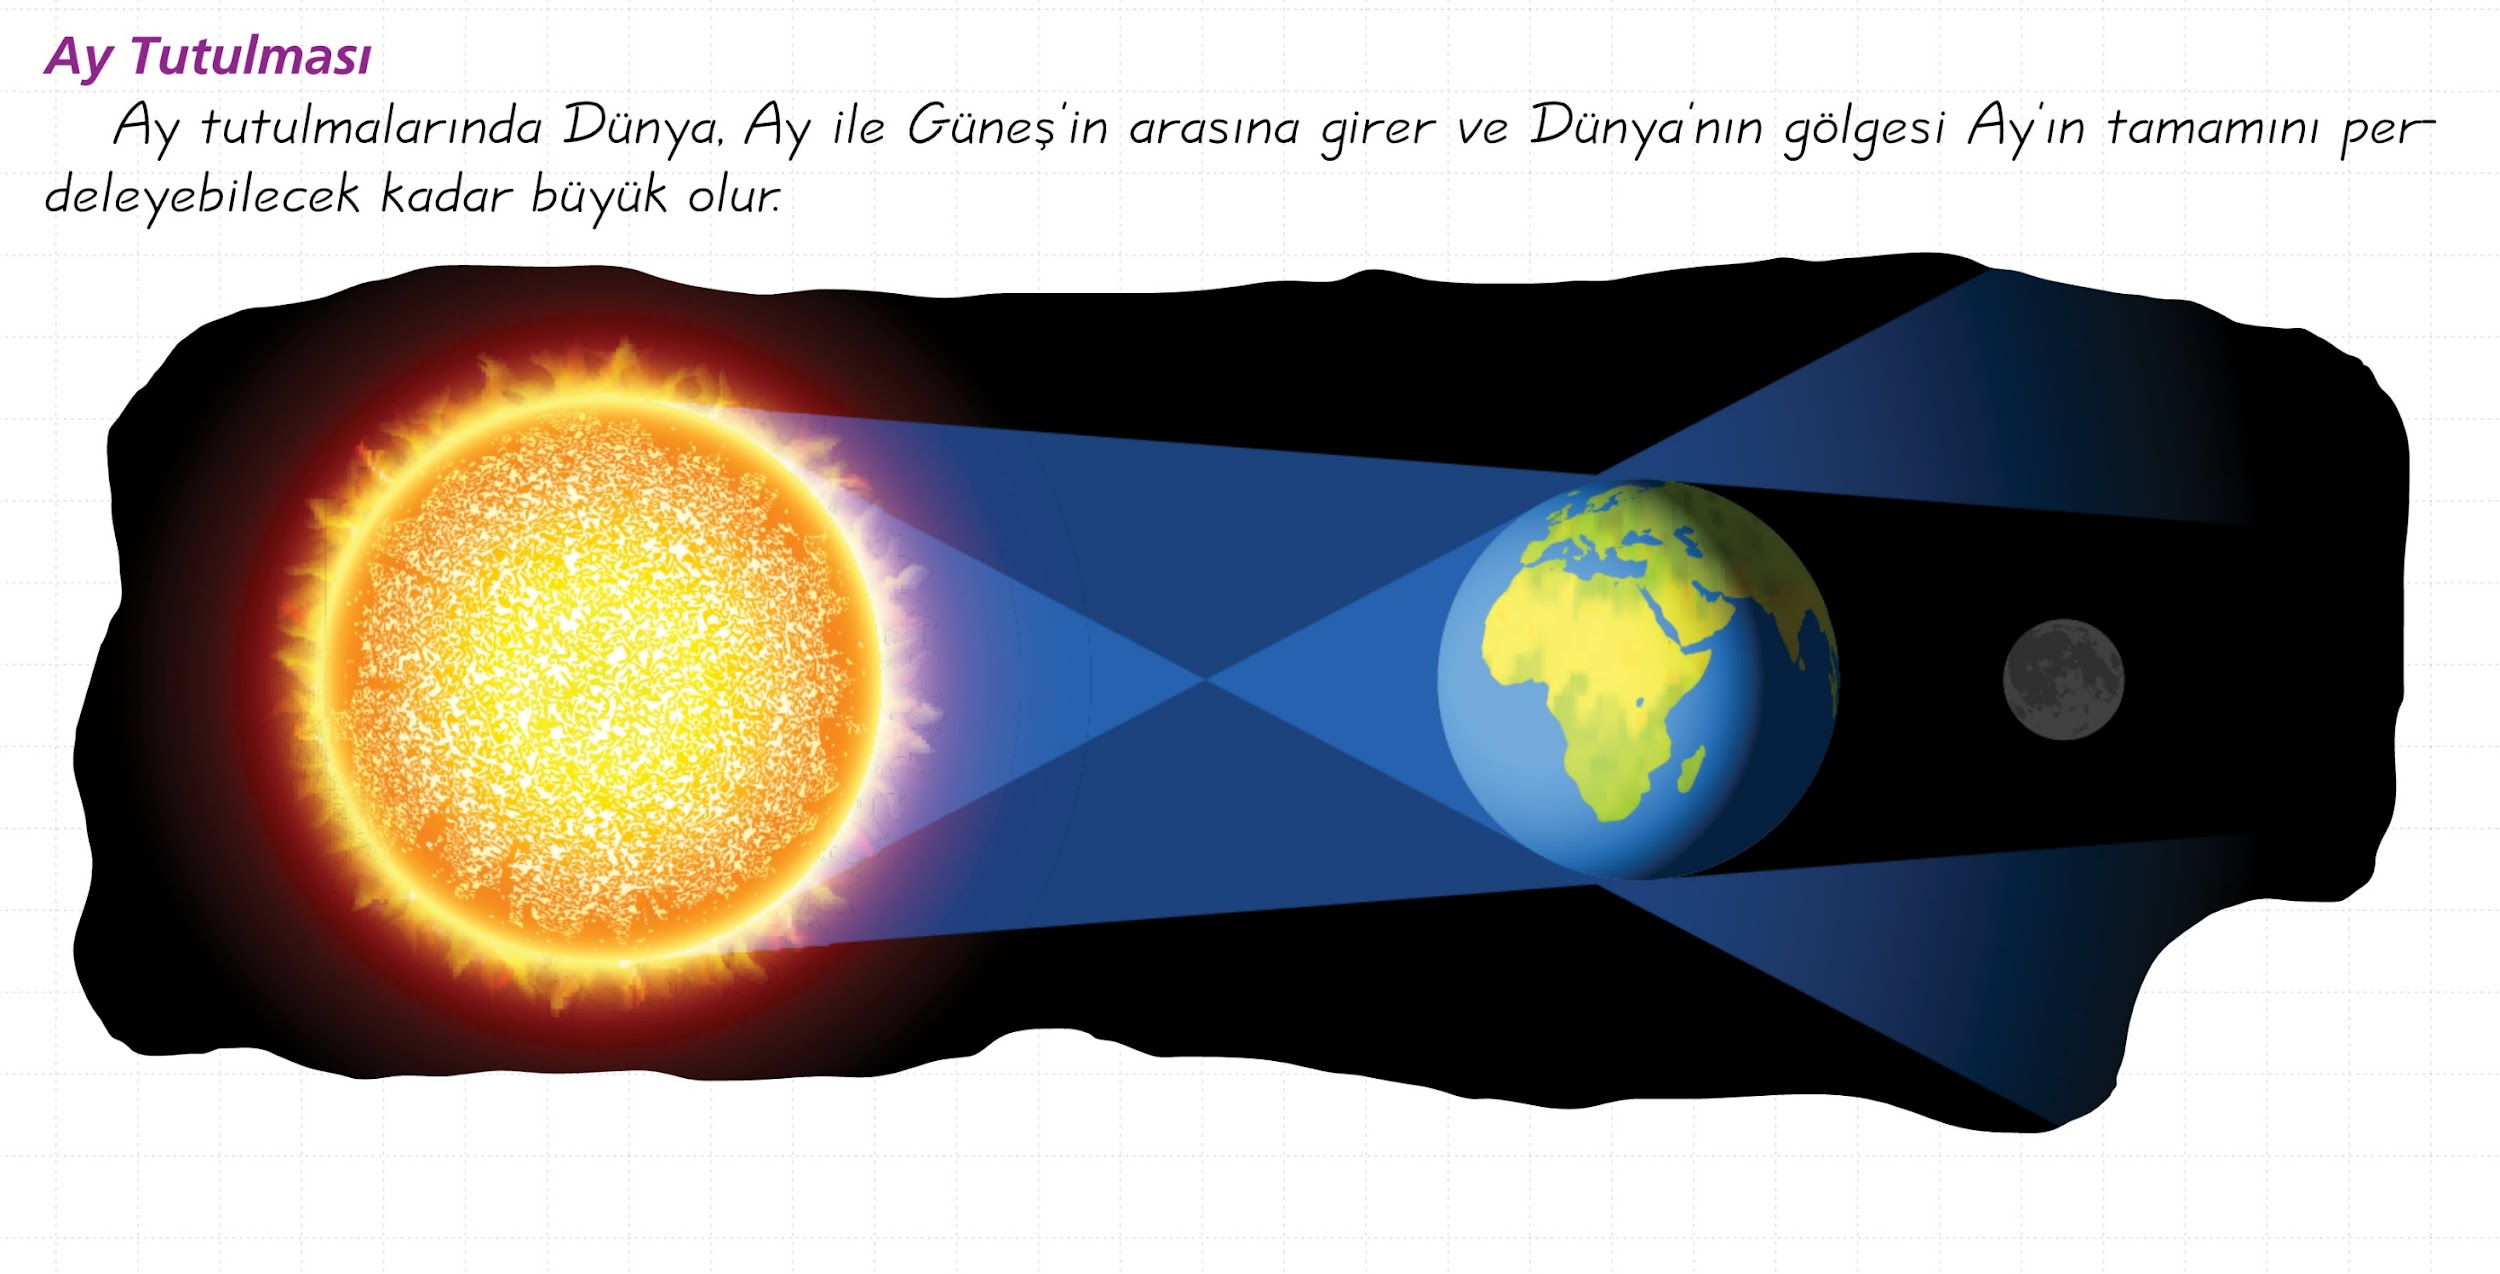 Ay Tutulması
Ay tutulmalarında Dünya, Ay ile Güneş'in arasına girer ve Dünya'nın gölgesi Ay'ın tamamını per-
deleyebilecek kadar büyük olur.